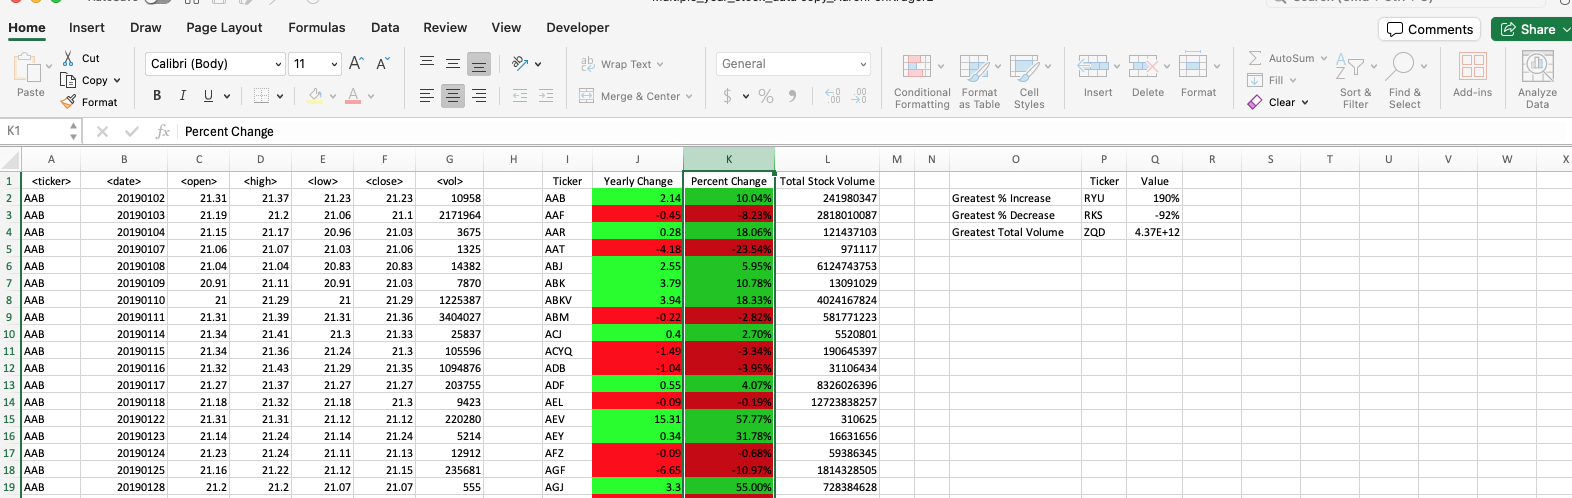 Home Insert Draw Page Layout Formulas Data Review View Developer Comments Share
Cut
Copy
Format
Paste
Calibri (Body) 11
B I U
Wrap Text
Merge & Center
General
Conditional Formatting
Format as Table
Cell Styles
Insert Delete Format
AutoSum
Fill
Clear
Sort & Filter
Find & Select
Add-ins
Analyze Data
K1 fx Percent Change
A B C D E F G H I J K L M N O P Q R S T U V W X
1 <ticker> <date> <open> <high> <low> <close> <vol> Ticker Yearly Change Percent Change Total Stock Volume Ticker Value
2 AAB 20190102 21.31 21.37 21.23 21.23 10958 AAB 2.14 10.04% 241980347 Greatest % Increase RYU 190%
3 AAB 20190103 21.19 21.2 21.06 21.1 2171964 AAF -0.45 -8.23% 2818010087 Greatest % Decrease RKS -92%
4 AAB 20190104 21.15 21.17 20.96 21.03 3675 AAR 0.28 18.06% 121437103 Greatest Total Volume ZQD 4.37E+12
5 AAB 20190107 21.06 21.07 21.03 21.06 1325 AAT -4.18 -23.54% 971117
6 AAB 20190108 21.04 21.04 20.83 20.83 14382 ABJ 2.55 5.95% 6124743753
7 AAB 20190109 20.91 21.11 20.91 21.03 7870 ABK 3.79 10.78% 13091029
8 AAB 20190110 21 21.29 21 21.29 1225387 ABKV 3.94 18.33% 4024167824
9 AAB 20190111 21.31 21.39 21.31 21.36 3404027 ABM -0.22 -2.82% 581771223
10 AAB 20190114 21.34 21.41 21.3 21.33 25837 ACJ 0.4 2.70% 5520801
11 AAB 20190115 21.34 21.36 21.24 21.3 105596 ACYQ -1.49 -3.34% 190645397
12 AAB 20190116 21.32 21.43 21.29 21.35 1094876 ADB -1.04 -3.95% 31106434
13 AAB 20190117 21.27 21.37 21.27 21.27 203755 ADF 0.55 4.07% 8326026396
14 AAB 20190118 21.18 21.32 21.18 21.3 9423 AEL -0.09 -0.19% 12723838257
15 AAB 20190122 21.31 21.31 21.12 21.12 220280 AEV 15.31 57.77% 310625
16 AAB 20190123 21.14 21.24 21.14 21.24 5214 AEY 0.34 31.78% 16631656
17 AAB 20190124 21.23 21.24 21.11 21.13 12912 AFZ -0.09 -0.68% 59386345
18 AAB 20190125 21.16 21.22 21.12 21.15 235681 AGF -6.65 -10.97% 1814328505
19 AAB 20190128 21.2 21.2 21.07 21.07 555 AGJ 3.3 55.00% 728384628